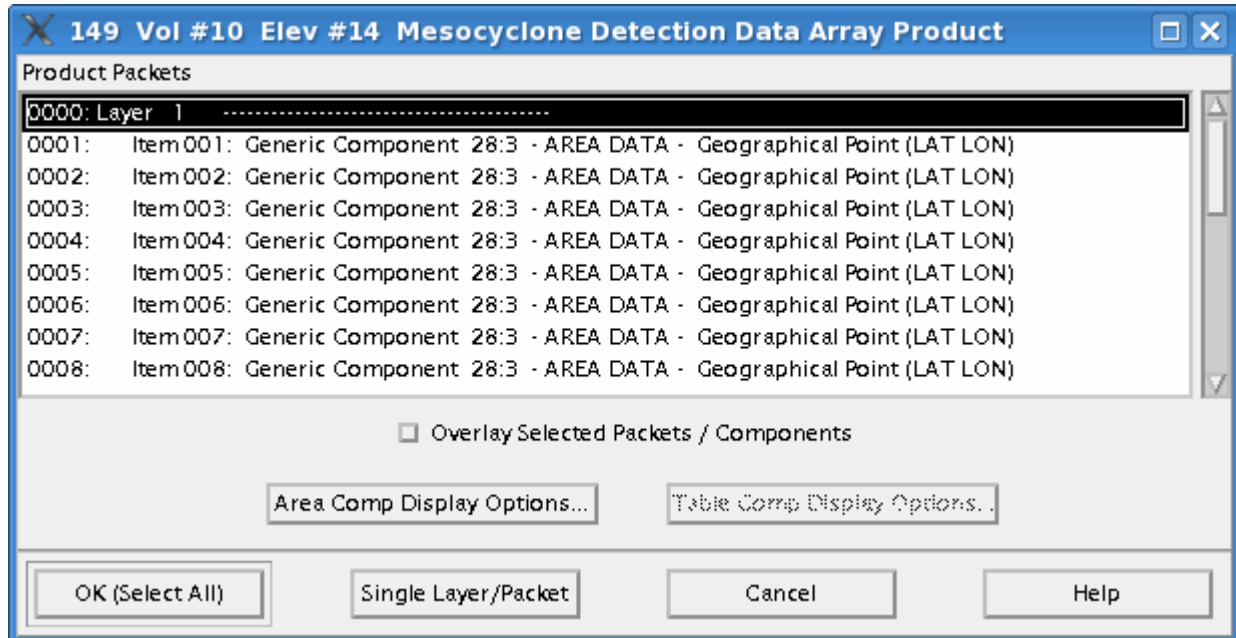 149 Vol #10 Elev #14 Mesocyclone Detection Data Array Product
Product Packets
0000: Layer 1 ---------------------------------------
0001: Item 001: Generic Component 28:3 - AREA DATA - Geographical Point (LAT LON)
0002: Item 002: Generic Component 28:3 - AREA DATA - Geographical Point (LAT LON)
0003: Item 003: Generic Component 28:3 - AREA DATA - Geographical Point (LAT LON)
0004: Item 004: Generic Component 28:3 - AREA DATA - Geographical Point (LAT LON)
0005: Item 005: Generic Component 28:3 - AREA DATA - Geographical Point (LAT LON)
0006: Item 006: Generic Component 28:3 - AREA DATA - Geographical Point (LAT LON)
0007: Item 007: Generic Component 28:3 - AREA DATA - Geographical Point (LAT LON)
0008: Item 008: Generic Component 28:3 - AREA DATA - Geographical Point (LAT LON)
Overlay Selected Packets / Components
Area Comp Display Options... Table Comp Display Options...
OK (Select All) Single Layer/Packet Cancel Help